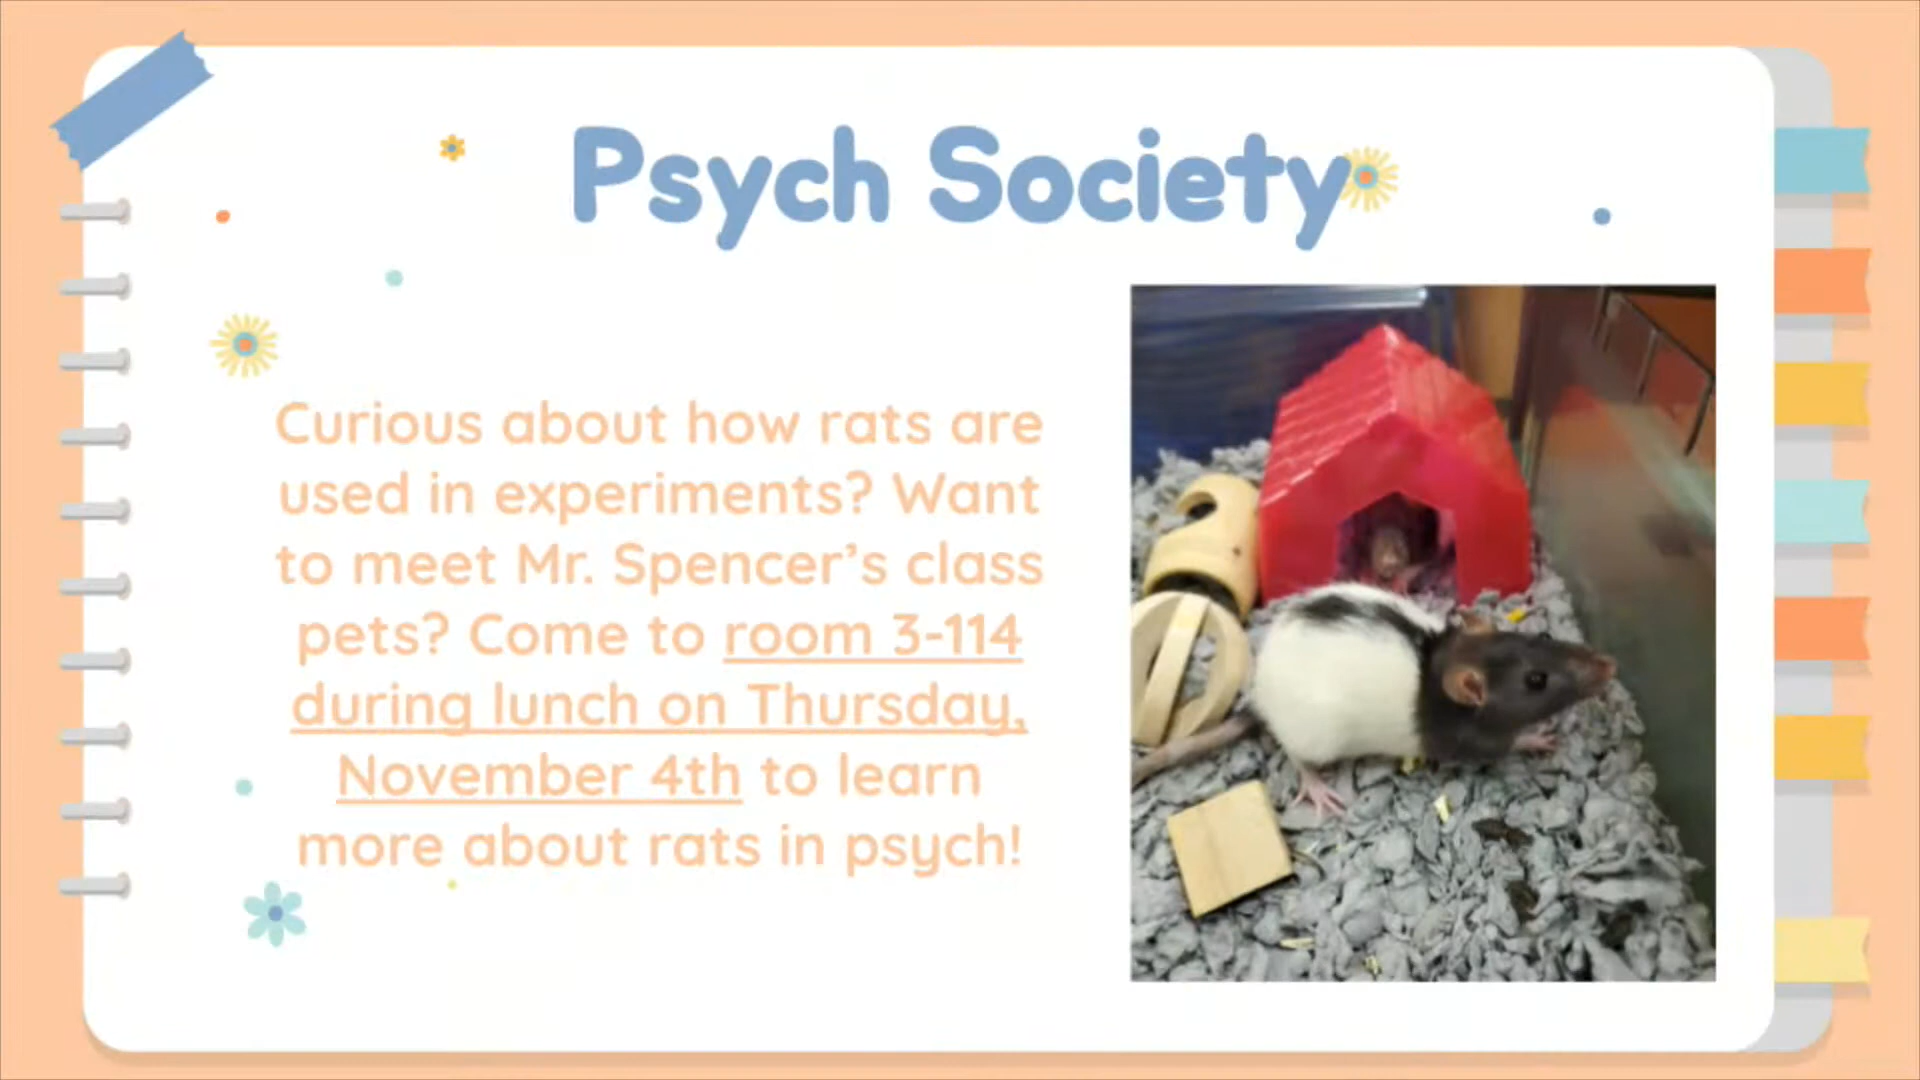 Psych Society
Curious about how rats are
used in experiments? Want
to meet Mr. Spencer’s class
pets? Come to room 3-114
during lunch on Thursday,
November 4th to learn
more about rats in psych!